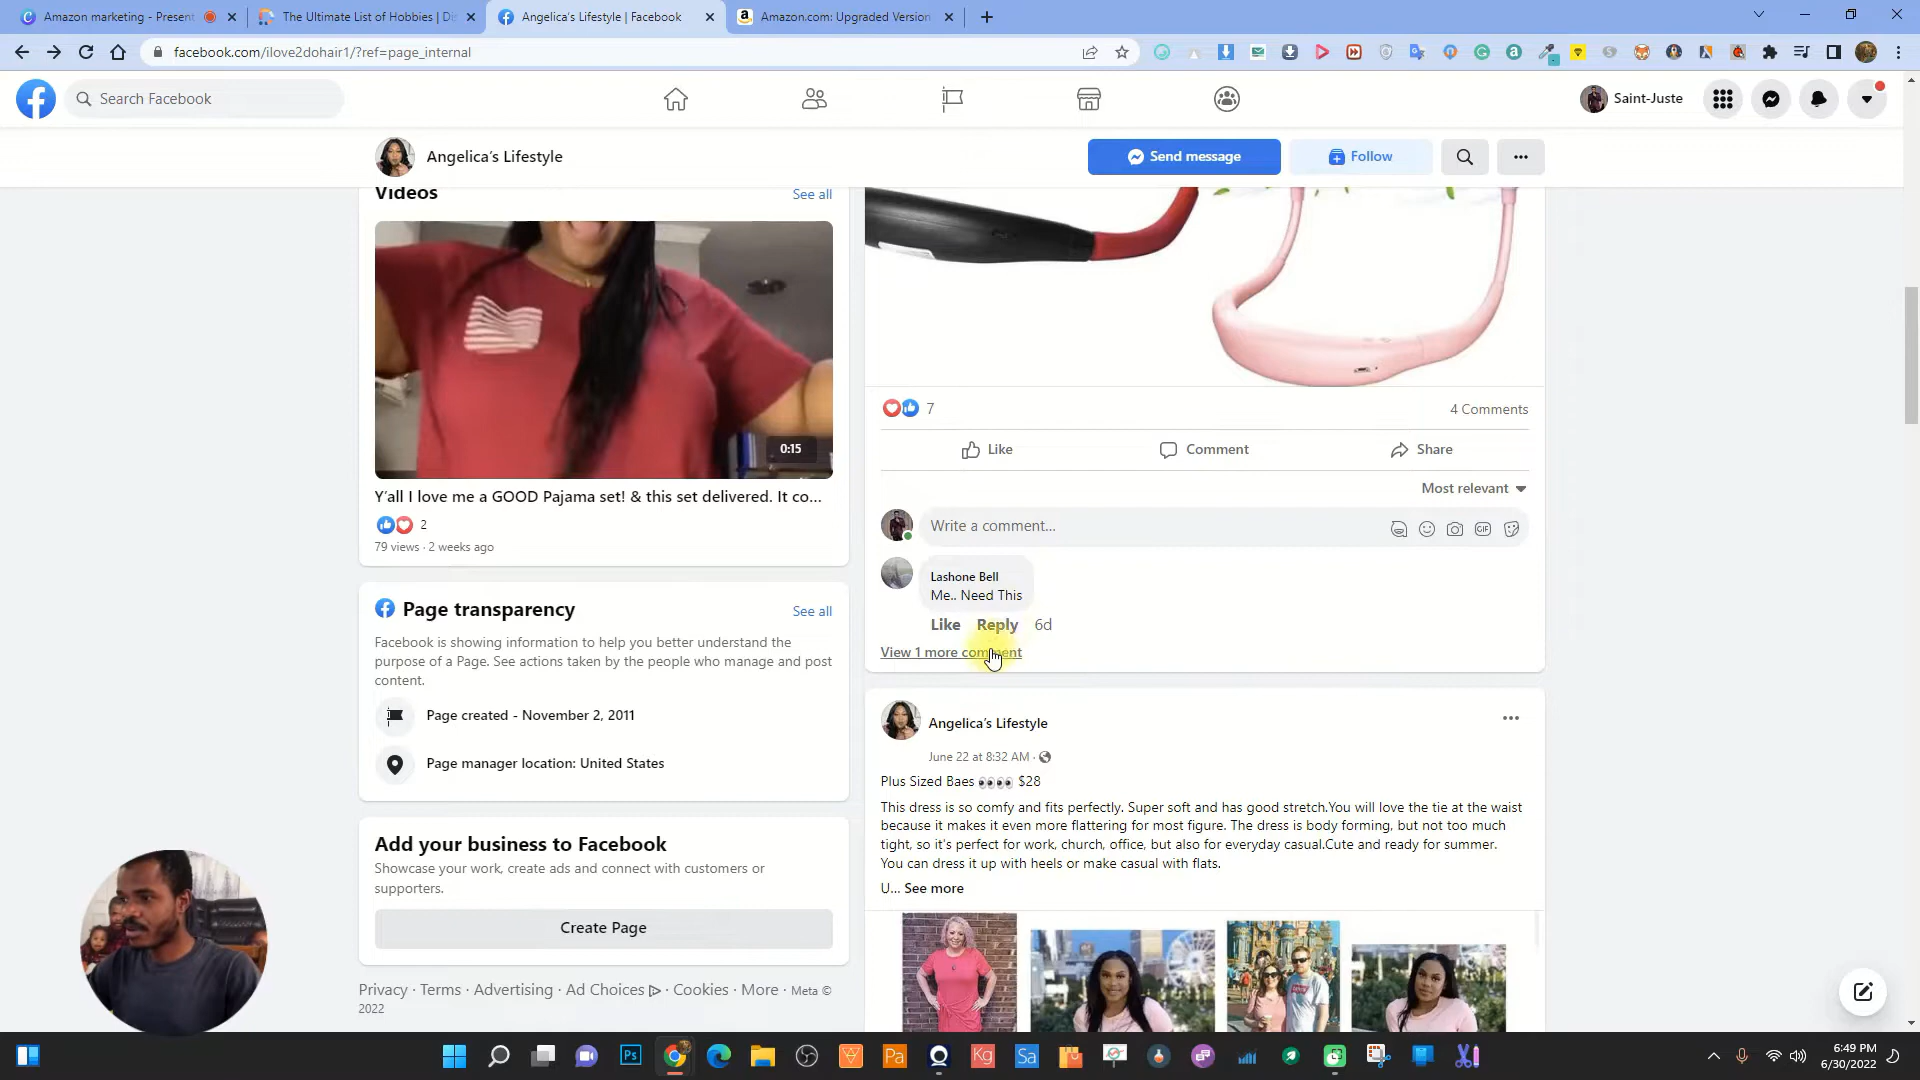 Amazon marketing - Present
The Ultimate List of Hobbies | Di
Angelica's Lifestyle | Facebook
Amazon.com: Upgraded Version
facebook.com/ilove2dohair1/?ref=page_internal
Search Facebook
Saint-Juste
Angelica's Lifestyle
Send message
Follow
Videos
See all
0:15
Y'all I love me a GOOD Pajama set! & this set delivered. It co...
2
79 views · 2 weeks ago
Page transparency
See all
Facebook is showing information to help you better understand the
purpose of a Page. See actions taken by the people who manage and post
content.
Page created - November 2, 2011
Page manager location: United States
Add your business to Facebook
Showcase your work, create ads and connect with customers or
supporters.
Create Page
Privacy · Terms · Advertising · Ad Choices · Cookies · More · Meta ©
2022
7
4 Comments
Like
Comment
Share
Most relevant
Write a comment...
GIF
Lashone Bell
Me.. Need This
Like Reply 6d
View 1 more comment
Angelica's Lifestyle
June 22 at 8:32 AM ·
Plus Sized Baes 👀👀 $28
This dress is so comfy and fits perfectly. Super soft and has good stretch.You will love the tie at the waist
because it makes it even more flattering for most figure. The dress is body forming, but not too much
tight, so it's perfect for work, church, office, but also for everyday casual.Cute and ready for summer.
You can dress it up with heels or make casual with flats.
U... See more
Ps
Pa
Kg
Sa
6:49 PM
6/30/2022